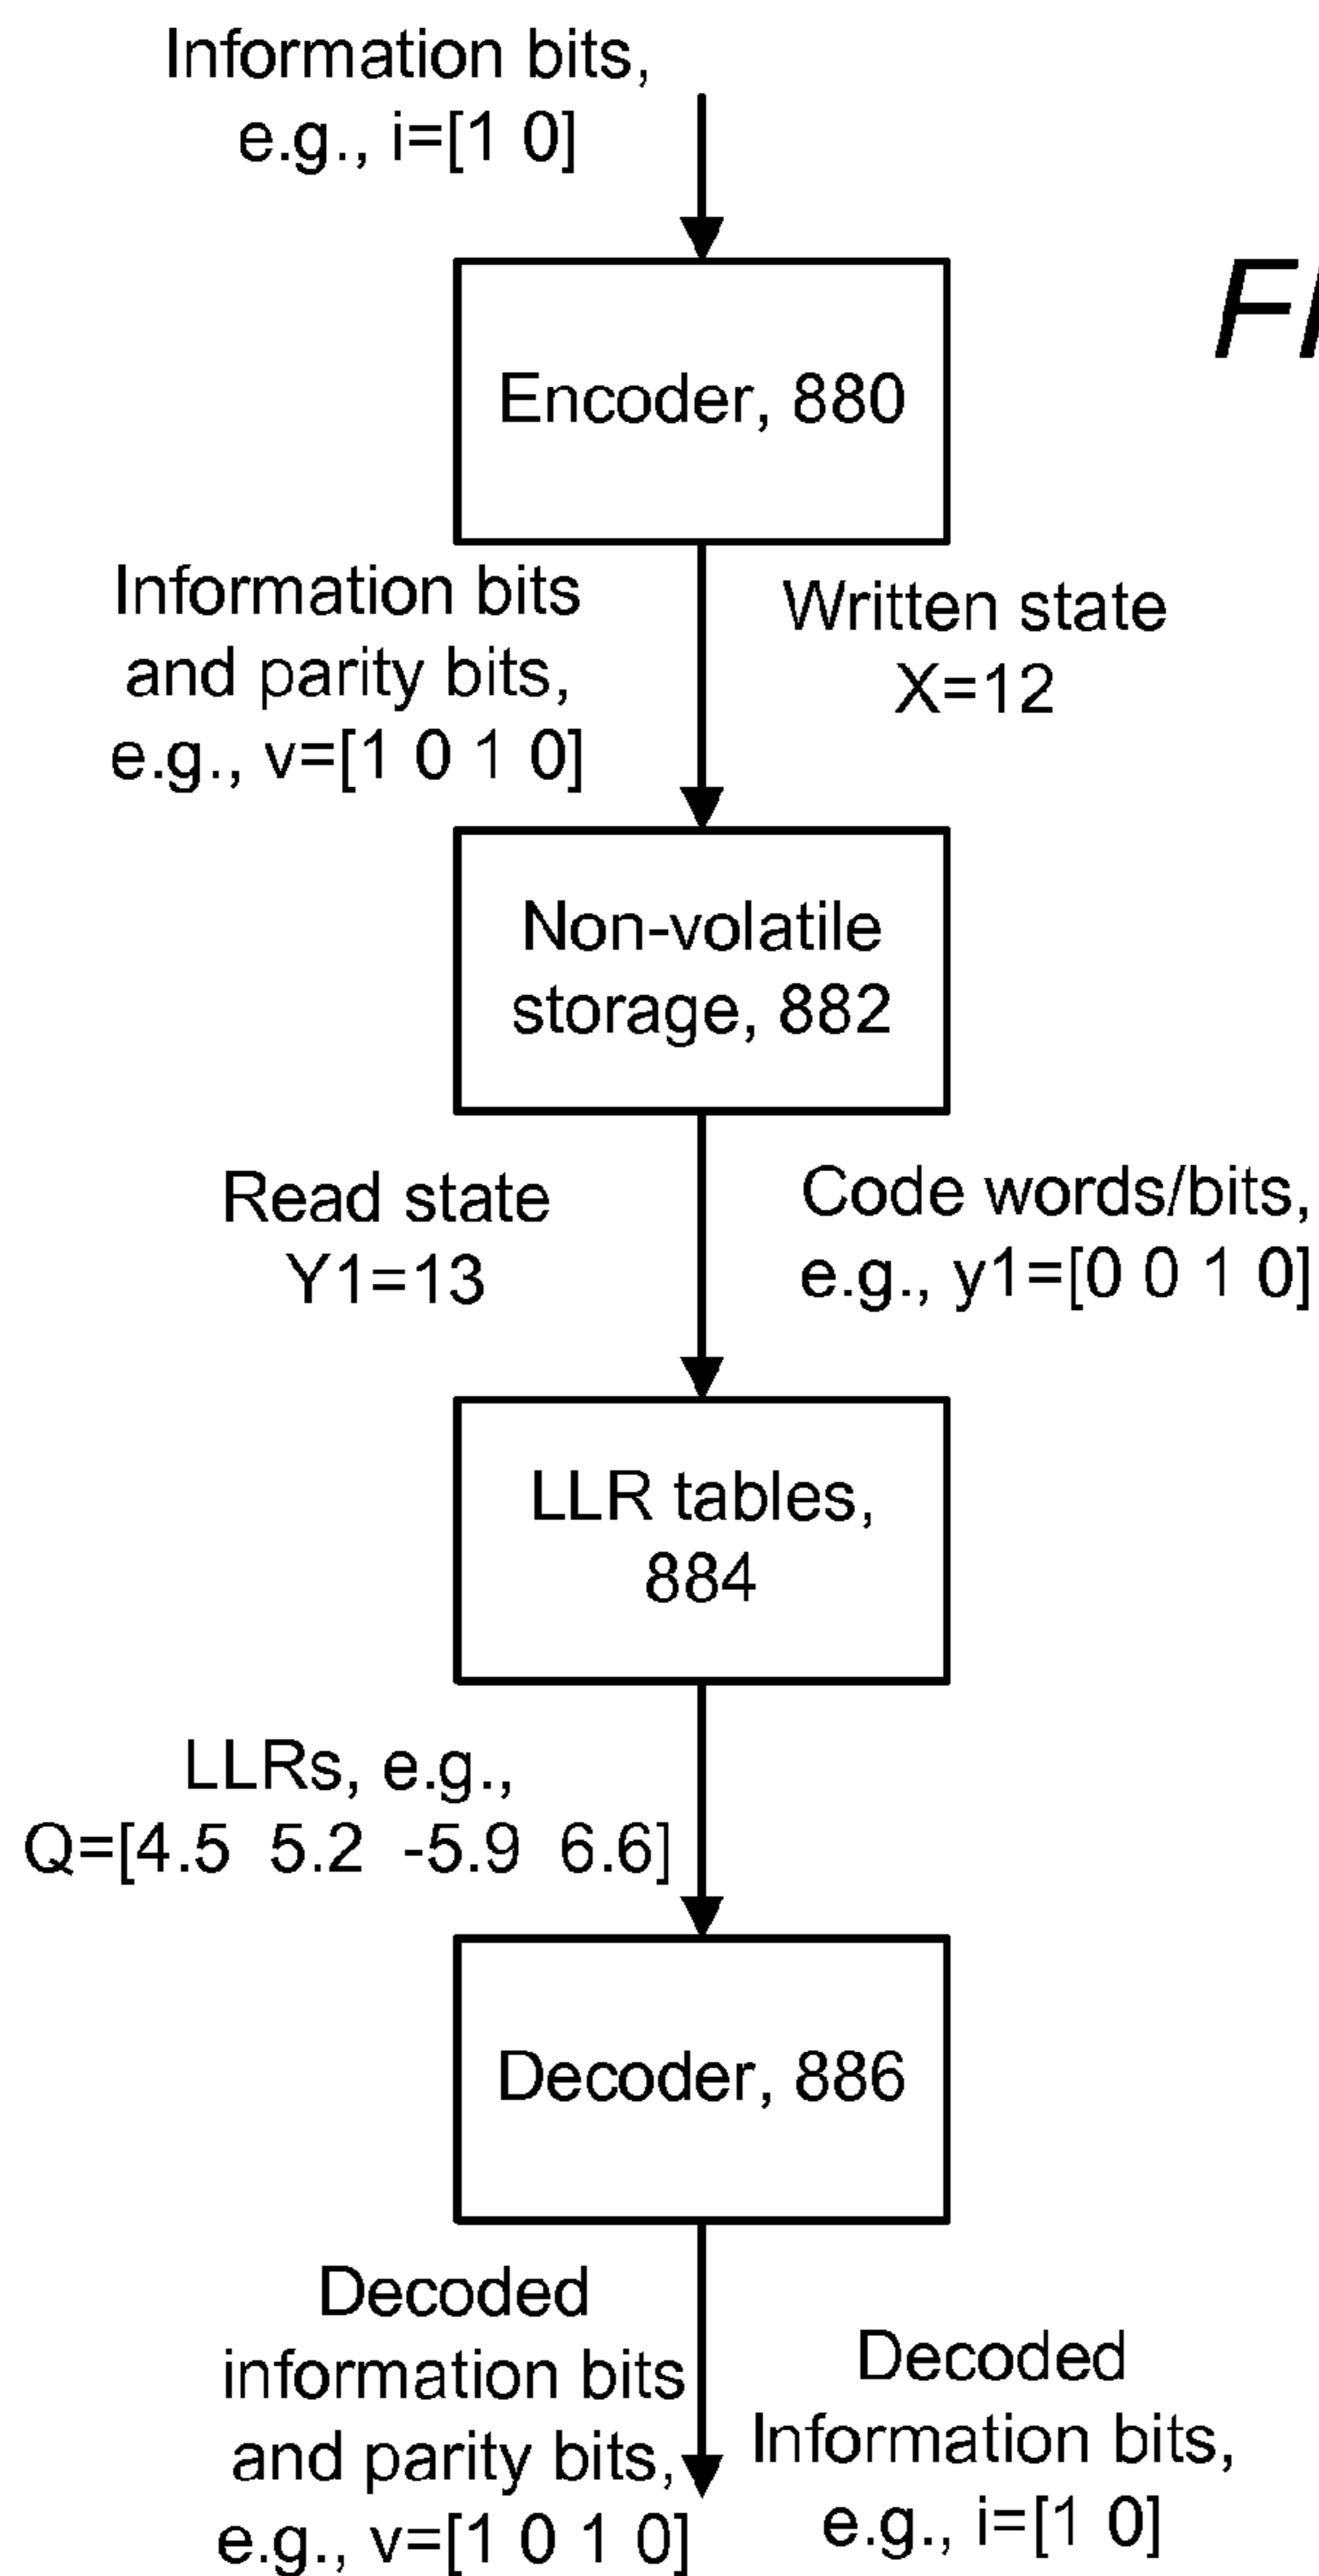 Information bits,
e.g., i=[1 0]
FI
Encoder, 880
Information bits
and parity bits,
e.g., v=[1 0 1 0]
Written state
X=12
Non-volatile
storage, 882
Read state
Y1=13
Code words/bits,
e.g., y1=[0 0 1 0]
LLR tables,
884
LLRs, e.g.,
Q=[4.5 5.2 -5.9 6.6]
Decoder, 886
Decoded
information bits
and parity bits,
e.g., v=[1 0 1 0]
Decoded
Information bits,
e.g., i=[1 0]